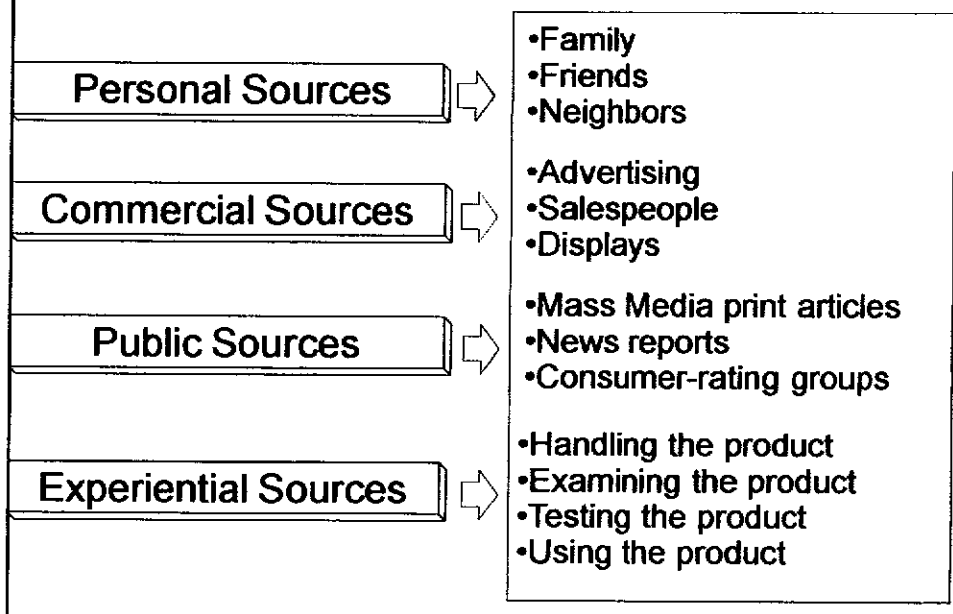 Personal Sources
•Family
•Friends
•Neighbors
Commercial Sources
•Advertising
•Salespeople
•Displays
Public Sources
•Mass Media print articles
•News reports
•Consumer-rating groups
Experiential Sources
•Handling the product
•Examining the product
•Testing the product
•Using the product